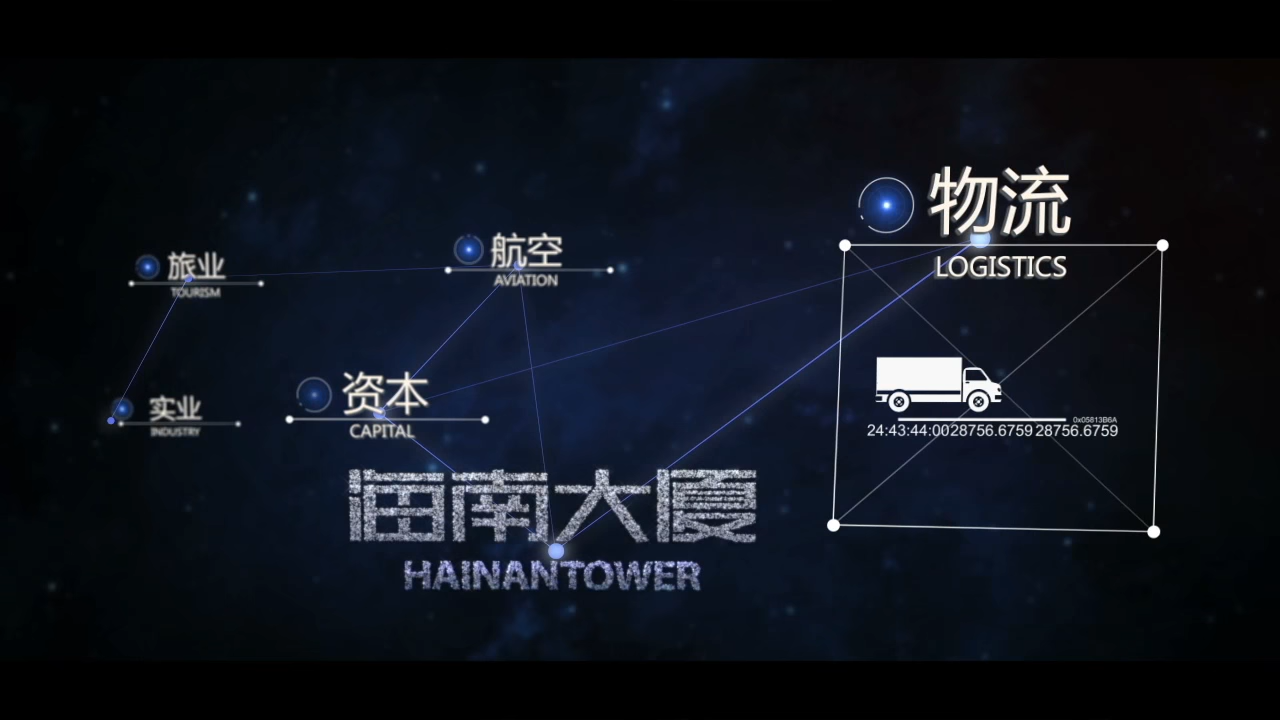 物流
LOGISTICS
航空
AVIATION
旅业
TOURISM
资本
CAPITAL
实业
INDUSTRY
0x05813B6A
24:43:44:0028756.6759 28756.6759
海南大厦
HAINANTOWER